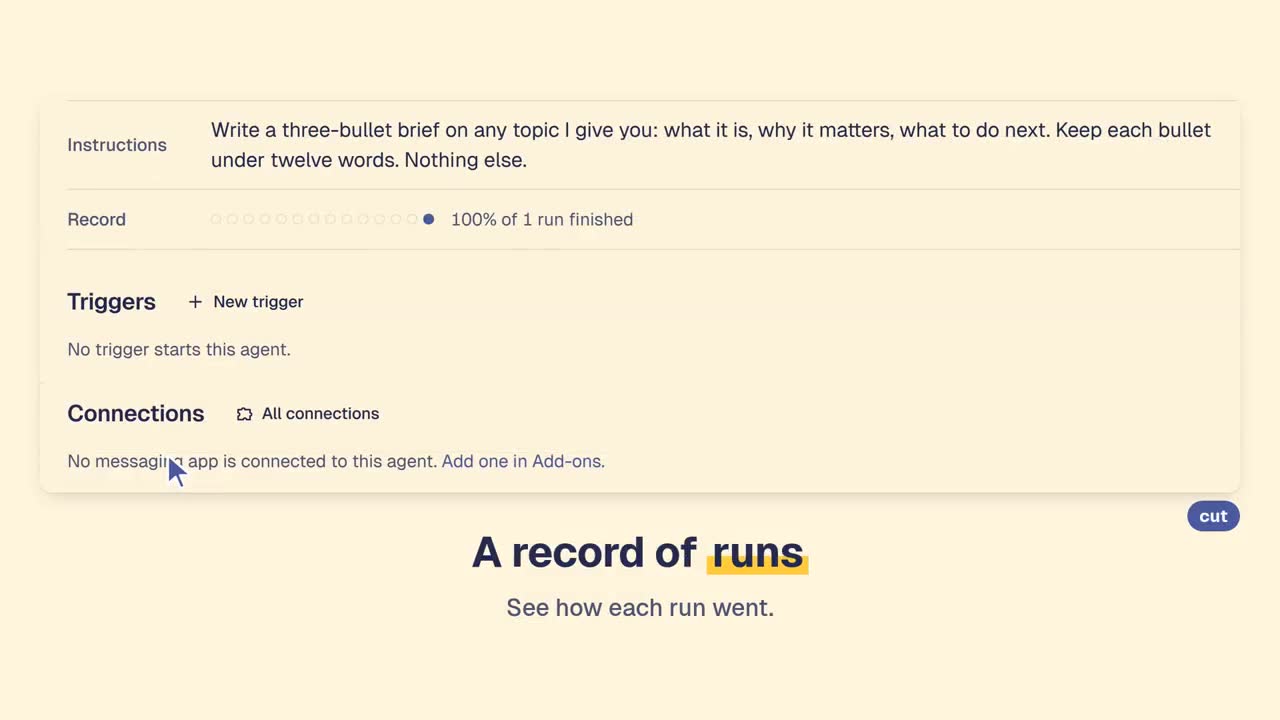 Instructions
Write a three-bullet brief on any topic I give you: what it is, why it matters, what to do next. Keep each bullet
under twelve words. Nothing else.
Record
100% of 1 run finished
Triggers
New trigger
No trigger starts this agent.
Connections
All connections
No messaging app is connected to this agent. Add one in Add-ons.
cut
A record of runs
See how each run went.